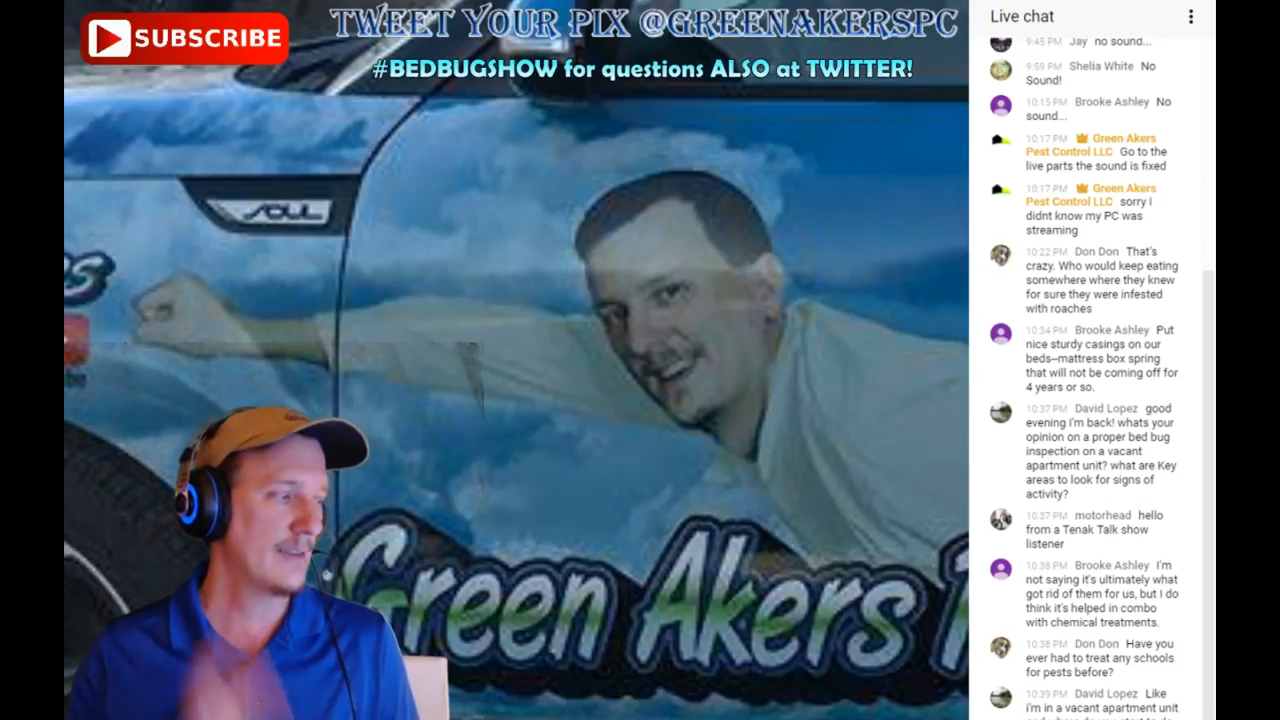 SUBSCRIBE
TWEET YOUR PIX @GREENAKERSPC
#BEDBUGSHOW for questions ALSO at TWITTER!
SOUL
Green Akers
Live chat
9:45 PM Jay no sound...
9:59 PM Shelia White No
Sound!
10:15 PM Brooke Ashley No
sound...
10:17 PM Green Akers
Pest Control LLC Go to the
live parts the sound is fixed
10:17 PM Green Akers
Pest Control LLC sorry I
didnt know my PC was
streaming
10:22 PM Don Don That's
crazy. Who would keep eating
somewhere where they knew
for sure they were infested
with roaches
10:34 PM Brooke Ashley Put
nice sturdy casings on our
beds--mattress box spring
that will not be coming off for
4 years or so.
10:37 PM David Lopez good
evening I'm back! whats your
opinion on a proper bed bug
inspection on a vacant
apartment unit? what are Key
areas to look for signs of
activity?
10:37 PM motorhead hello
from a Tenak Talk show
listener
10:38 PM Brooke Ashley I'm
not saying it's ultimately what
got rid of them for us, but I do
think it's helped in combo
with chemical treatments.
10:38 PM Don Don Have you
ever had to treat any schools
for pests before?
10:39 PM David Lopez Like
i'm in a vacant apartment unit